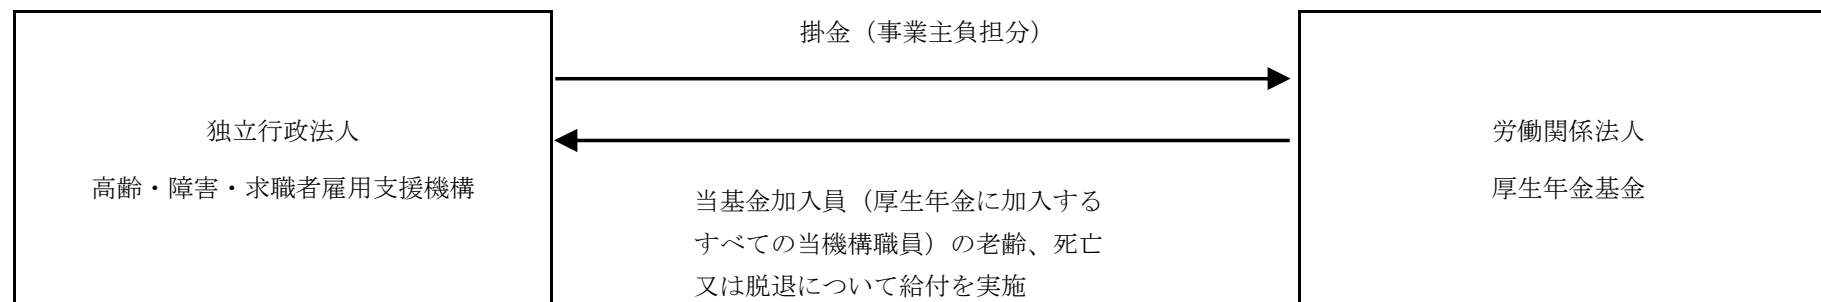 掛金（事業主負担分）
独立行政法人
高齢・障害・求職者雇用支援機構
当基金加入員（厚生年金に加入する
すべての当機構職員）の老齢、死亡
又は脱退について給付を実施
労働関係法人
厚生年金基金